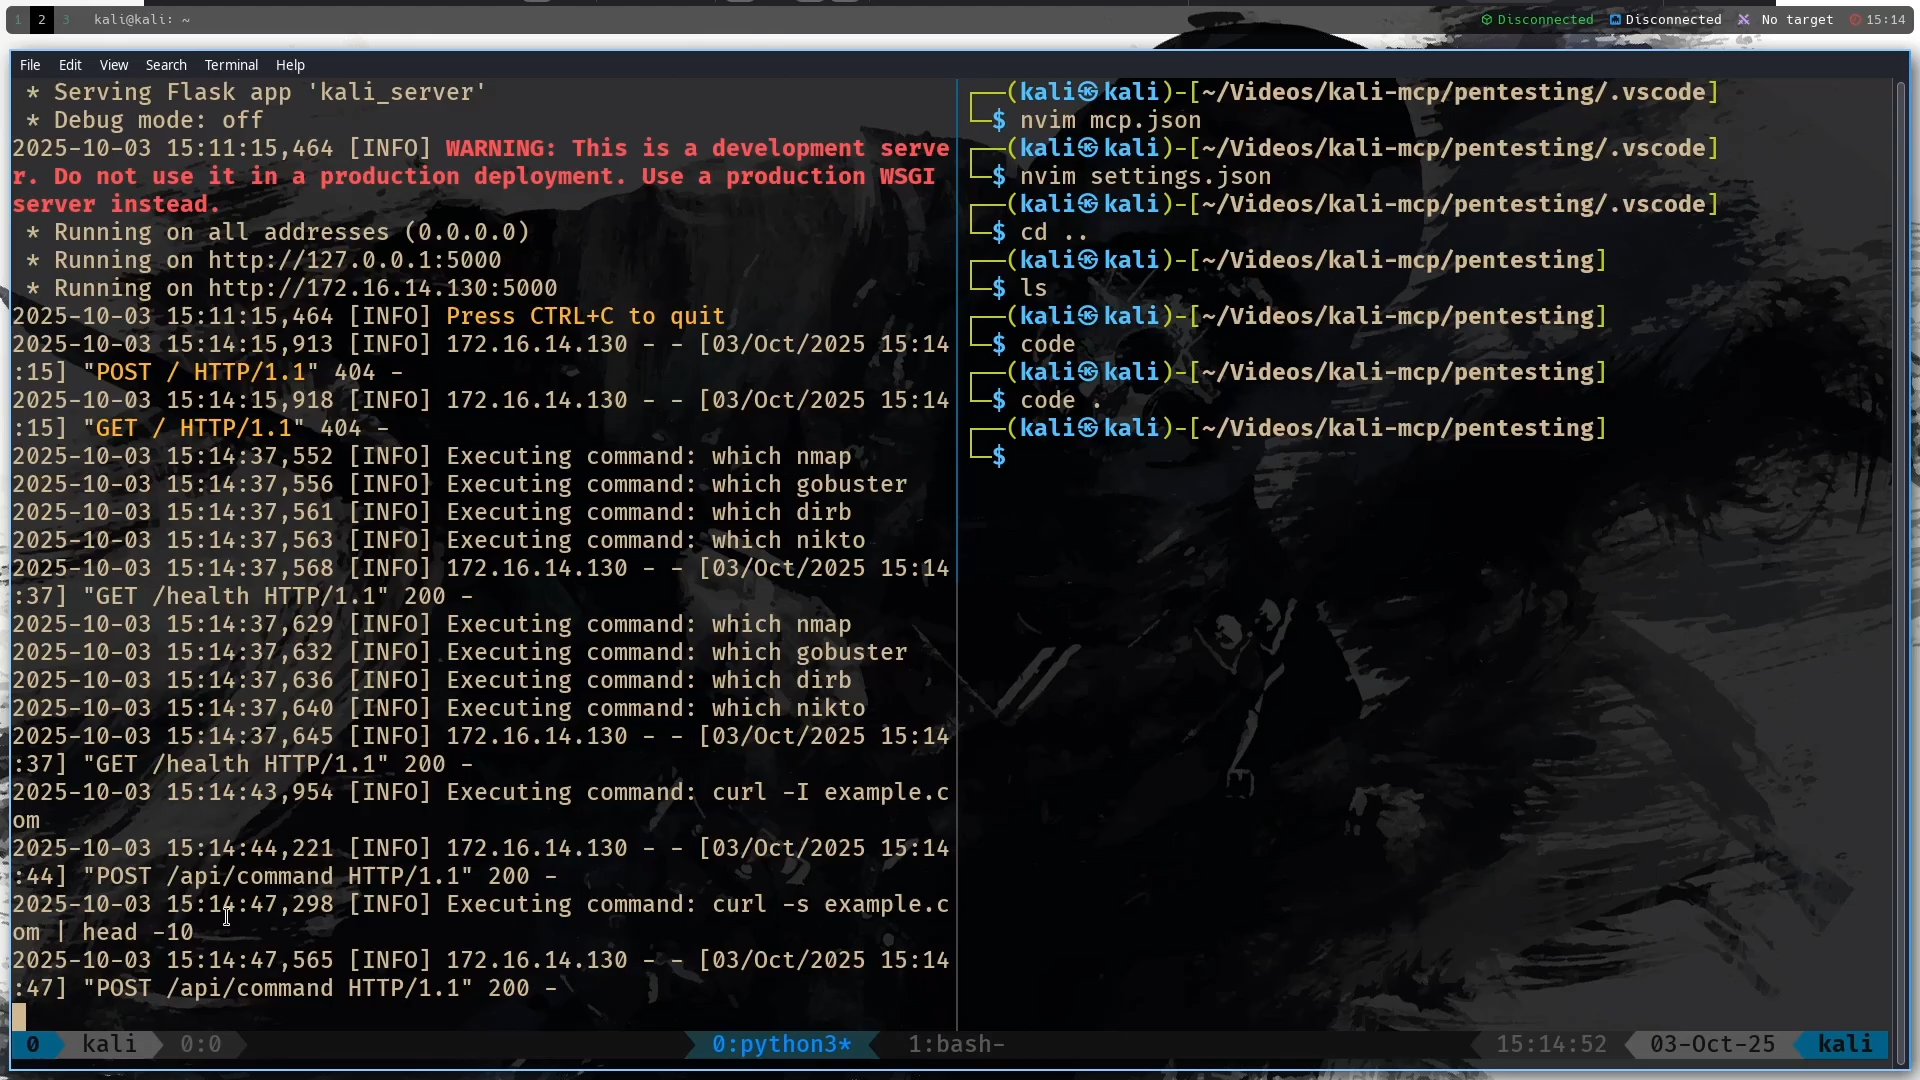 1 2 3 kali@kali: ~ Disconnected Disconnected No target 15:14
File Edit View Search Terminal Help
 * Serving Flask app 'kali_server'
 * Debug mode: off
2025-10-03 15:11:15,464 [INFO] WARNING: This is a development serve
r. Do not use it in a production deployment. Use a production WSGI
server instead.
 * Running on all addresses (0.0.0.0)
 * Running on http://127.0.0.1:5000
 * Running on http://172.16.14.130:5000
2025-10-03 15:11:15,464 [INFO] Press CTRL+C to quit
2025-10-03 15:14:15,913 [INFO] 172.16.14.130 - - [03/Oct/2025 15:14
:15] "POST / HTTP/1.1" 404 -
2025-10-03 15:14:15,918 [INFO] 172.16.14.130 - - [03/Oct/2025 15:14
:15] "GET / HTTP/1.1" 404 -
2025-10-03 15:14:37,552 [INFO] Executing command: which nmap
2025-10-03 15:14:37,556 [INFO] Executing command: which gobuster
2025-10-03 15:14:37,561 [INFO] Executing command: which dirb
2025-10-03 15:14:37,563 [INFO] Executing command: which nikto
2025-10-03 15:14:37,568 [INFO] 172.16.14.130 - - [03/Oct/2025 15:14
:37] "GET /health HTTP/1.1" 200 -
2025-10-03 15:14:37,629 [INFO] Executing command: which nmap
2025-10-03 15:14:37,632 [INFO] Executing command: which gobuster
2025-10-03 15:14:37,636 [INFO] Executing command: which dirb
2025-10-03 15:14:37,640 [INFO] Executing command: which nikto
2025-10-03 15:14:37,645 [INFO] 172.16.14.130 - - [03/Oct/2025 15:14
:37] "GET /health HTTP/1.1" 200 -
2025-10-03 15:14:43,954 [INFO] Executing command: curl -I example.c
om
2025-10-03 15:14:44,221 [INFO] 172.16.14.130 - - [03/Oct/2025 15:14
:44] "POST /api/command HTTP/1.1" 200 -
2025-10-03 15:14:47,298 [INFO] Executing command: curl -s example.c
om | head -10
2025-10-03 15:14:47,565 [INFO] 172.16.14.130 - - [03/Oct/2025 15:14
:47] "POST /api/command HTTP/1.1" 200 -
┌──(kali㉿kali)-[~/Videos/kali-mcp/pentesting/.vscode]
└─$ nvim mcp.json
┌──(kali㉿kali)-[~/Videos/kali-mcp/pentesting/.vscode]
└─$ nvim settings.json
┌──(kali㉿kali)-[~/Videos/kali-mcp/pentesting/.vscode]
└─$ cd ..
┌──(kali㉿kali)-[~/Videos/kali-mcp/pentesting]
└─$ ls
┌──(kali㉿kali)-[~/Videos/kali-mcp/pentesting]
└─$ code
┌──(kali㉿kali)-[~/Videos/kali-mcp/pentesting]
└─$ code .
┌──(kali㉿kali)-[~/Videos/kali-mcp/pentesting]
└─$
0 kali 0:0 0:python3* 1:bash- 15:14:52 03-Oct-25 kali